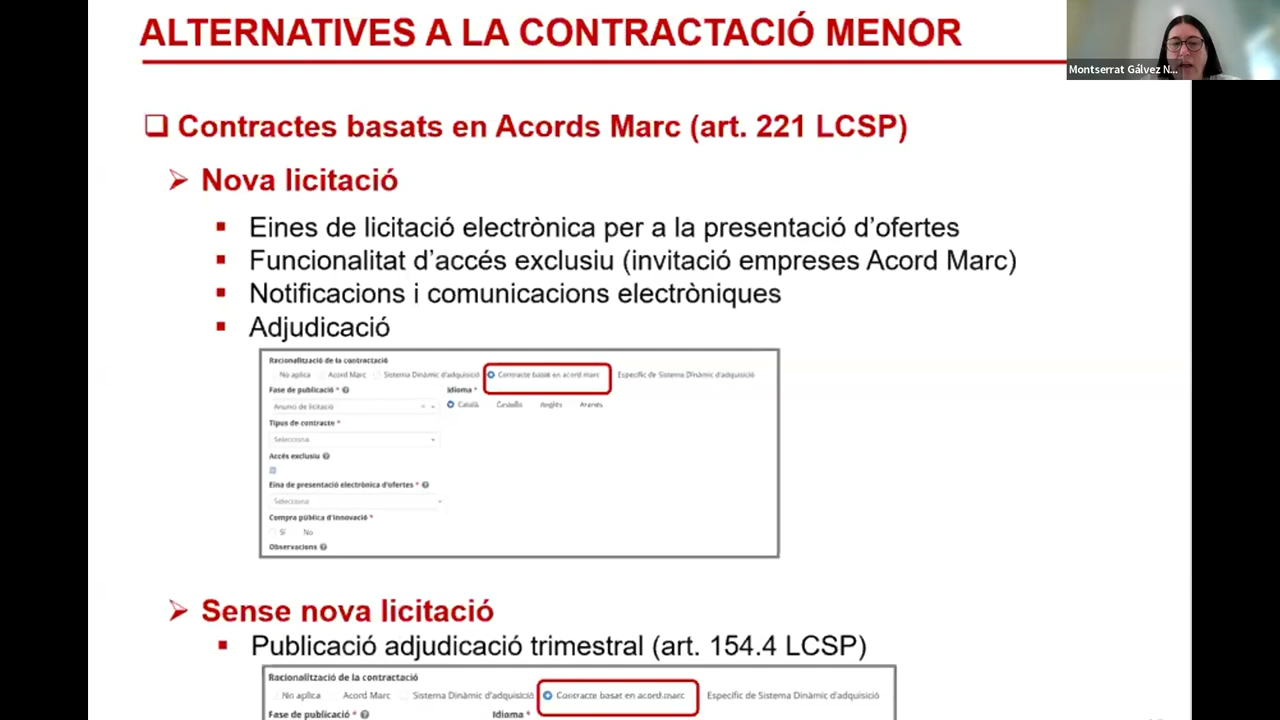 ALTERNATIVES A LA CONTRACTACIÓ MENOR
Montserrat Gálvez N...
Contractes basats en Acords Marc (art. 221 LCSP)
Nova licitació
Eines de licitació electrònica per a la presentació d'ofertes
Funcionalitat d'accés exclusiu (invitació empreses Acord Marc)
Notificacions i comunicacions electròniques
Adjudicació
Racionalització de la contractació
No aplica Acord Marc Sistema Dinàmic d'adquisició Contracte basat en acord marc Específic de Sistema Dinàmic d'adquisició
Fase de publicació * Idioma *
Anunci de licitació Català Castellà Anglès Aranès
Tipus de contracte *
Selecciona
Accés exclusiu
Eina de presentació electrònica d'ofertes *
Selecciona
Compra pública d'innovació *
Sí No
Observacions
Sense nova licitació
Publicació adjudicació trimestral (art. 154.4 LCSP)
Racionalització de la contractació
No aplica Acord Marc Sistema Dinàmic d'adquisició Contracte basat en acord marc Específic de Sistema Dinàmic d'adquisició
Fase de publicació * Idioma *